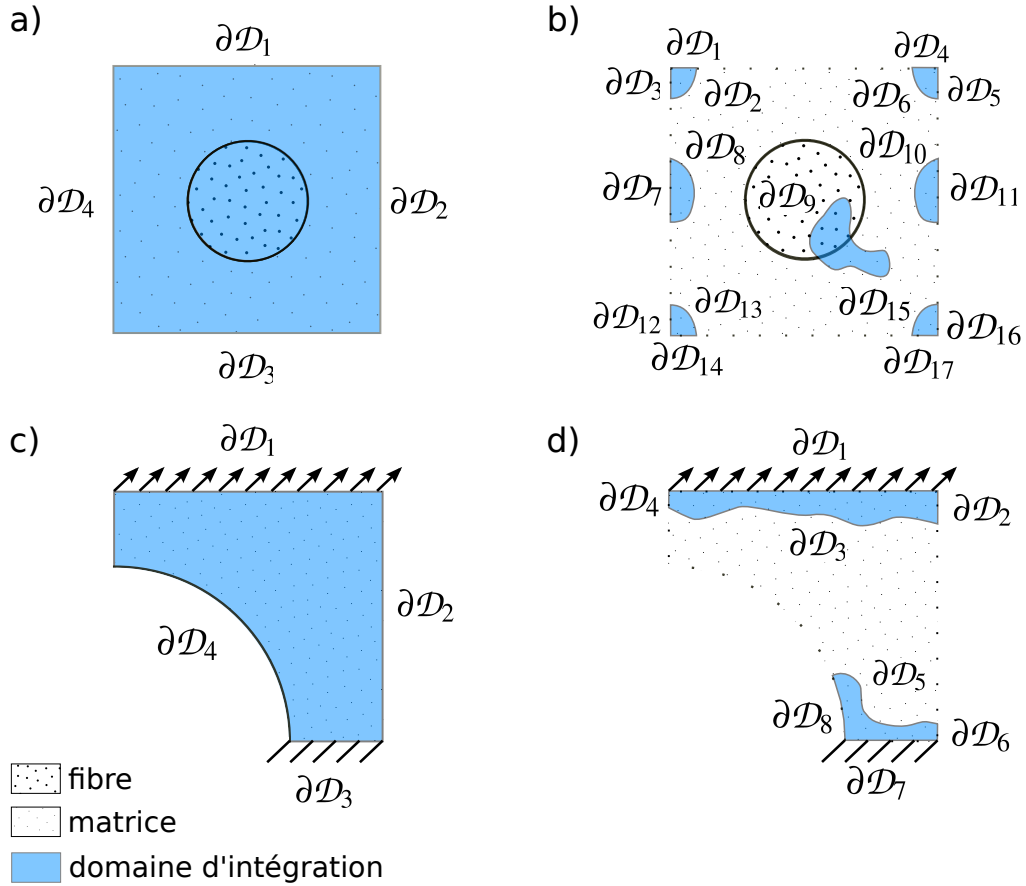 a)
∂𝒟1
∂𝒟4
∂𝒟2
∂𝒟3
b)
∂𝒟1
∂𝒟4
∂𝒟3
∂𝒟2
∂𝒟6
∂𝒟5
∂𝒟8
∂𝒟10
∂𝒟7
∂𝒟9
∂𝒟11
∂𝒟12
∂𝒟13
∂𝒟15
∂𝒟16
∂𝒟14
∂𝒟17
c)
∂𝒟1
∂𝒟2
∂𝒟4
∂𝒟3
d)
∂𝒟1
∂𝒟4
∂𝒟2
∂𝒟3
∂𝒟5
∂𝒟8
∂𝒟6
∂𝒟7
fibre
matrice
domaine d'intégration